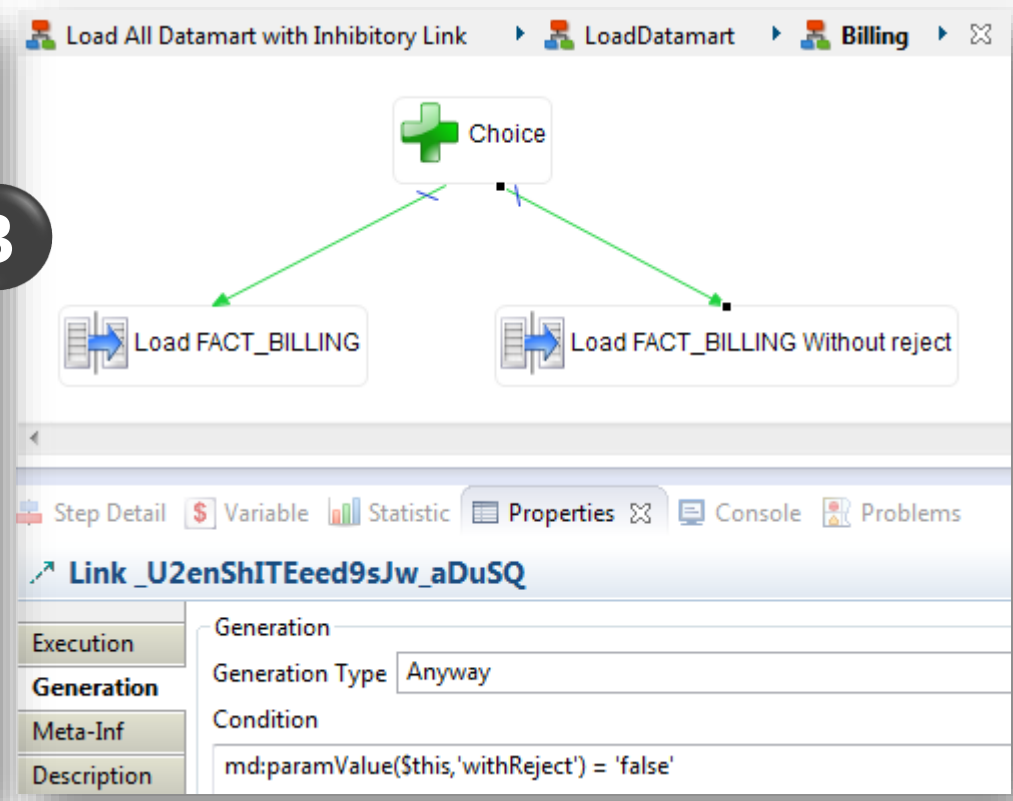 Load All Datamart with Inhibitory Link LoadDatamart Billing
Choice
3
Load FACT_BILLING
Load FACT_BILLING Without reject
Step Detail Variable Statistic Properties Console Problems
Link _U2enShITEeed9sJw_aDuSQ
Execution
Generation
Generation
Generation Type Anyway
Meta-Inf
Condition
Description
md:paramValue($this,'withReject') = 'false'